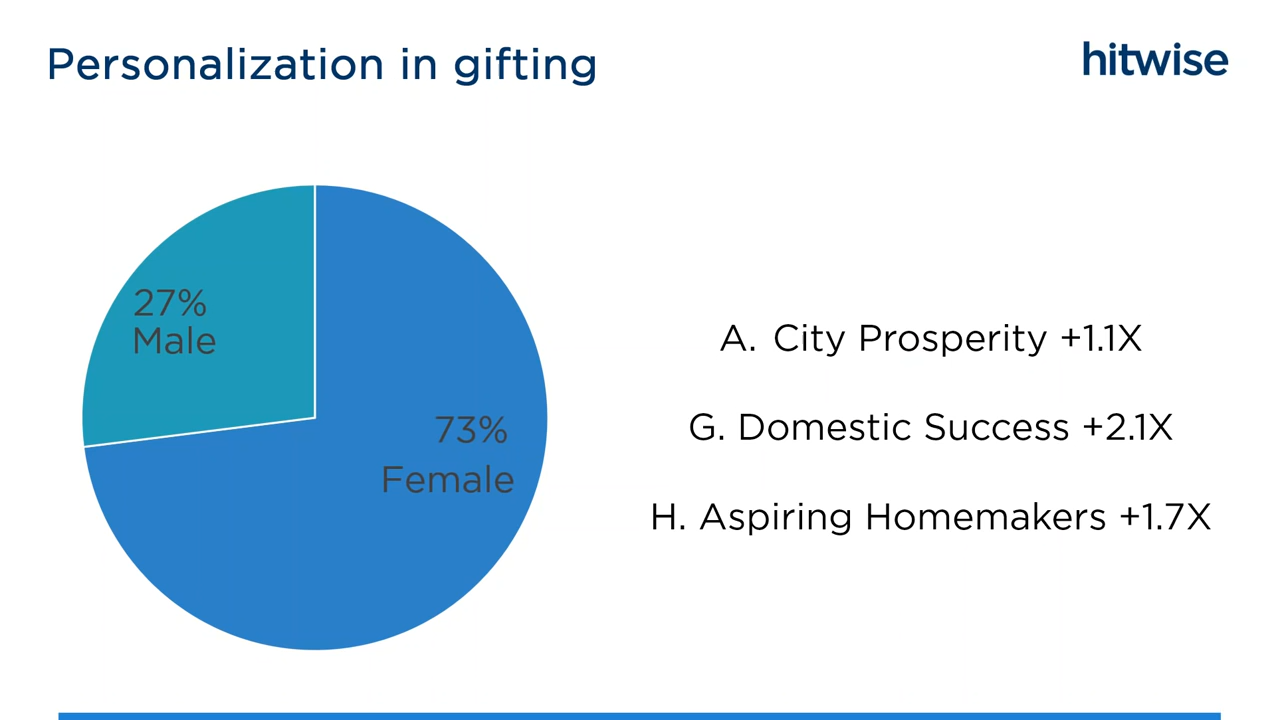 Personalization in gifting
hitwise
27%
Male
73%
Female
A. City Prosperity +1.1X
G. Domestic Success +2.1X
H. Aspiring Homemakers +1.7X